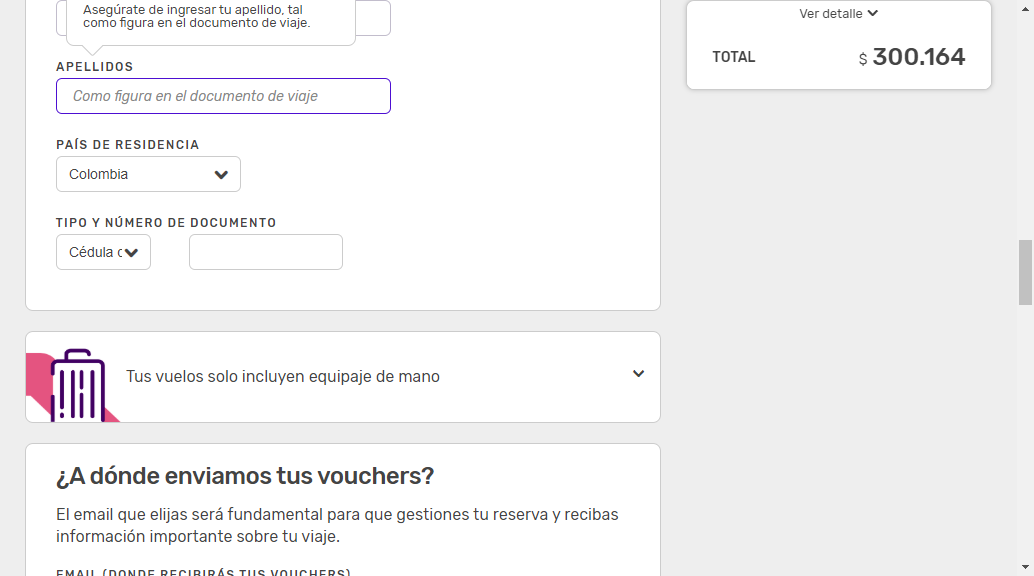 Asegúrate de ingresar tu apellido, tal
como figura en el documento de viaje.
APELLIDOS
Como figura en el documento de viaje
PAÍS DE RESIDENCIA
Colombia
TIPO Y NÚMERO DE DOCUMENTO
Cédula c
Tus vuelos solo incluyen equipaje de mano
¿A dónde enviamos tus vouchers?
El email que elijas será fundamental para que gestiones tu reserva y recibas
información importante sobre tu viaje.
EMAIL (DONDE RECIBIRÁS TUS VOUCHERS)
Ver detalle
TOTAL $ 300.164